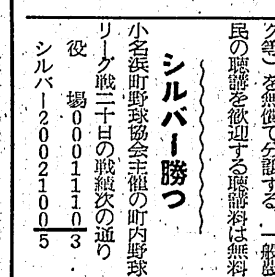 ク等）を無償で分譲する 一般
民の聴講を歓迎する聴講料は無料
シルバー勝つ
小名浜町野球協会主催の町内野球
リーグ戦二十日の戦績次の通り
役 場0001110 3
シルバー2002100 5